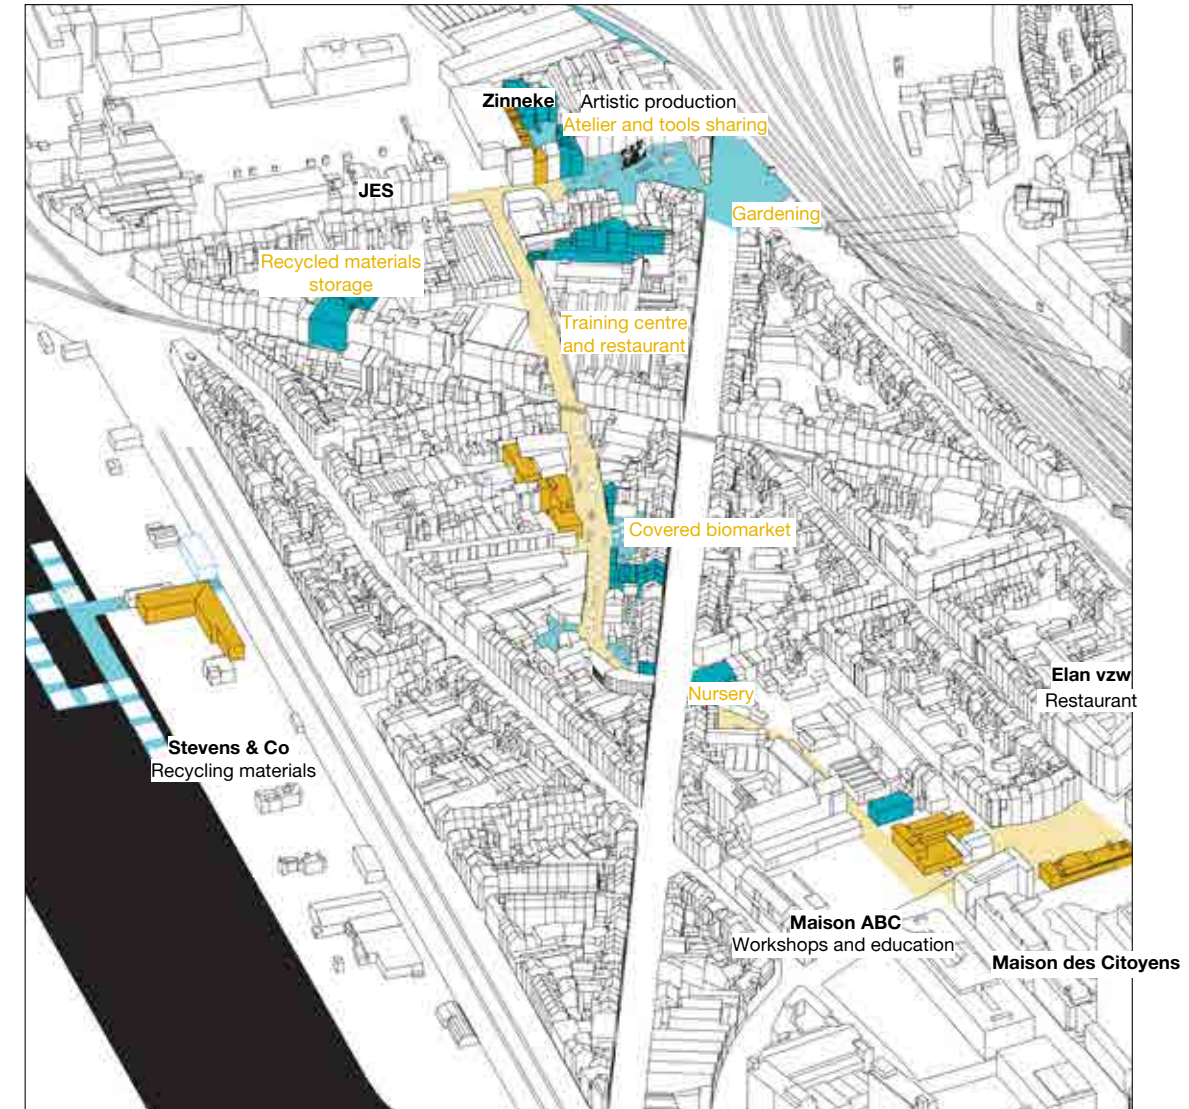 Zinneke
Artistic production
Atelier and tools sharing
JES
Gardening
Recycled materials
storage
Training centre
and restaurant
Covered biomarket
Elan vzw
Restaurant
Nursery
Stevens & Co
Recycling materials
Maison ABC
Workshops and education
Maison des Citoyens